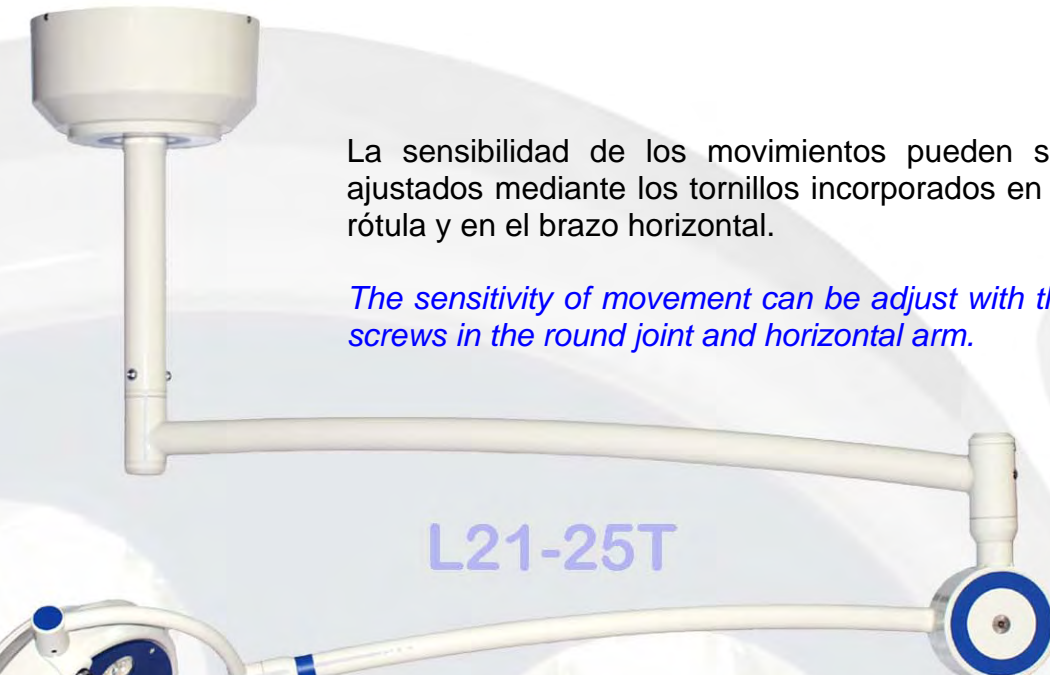 La sensibilidad de los movimientos pueden s
ajustados mediante los tornillos incorporados en
rótula y en el brazo horizontal.
The sensitivity of movement can be adjust with th
screws in the round joint and horizontal arm.
L21-25T